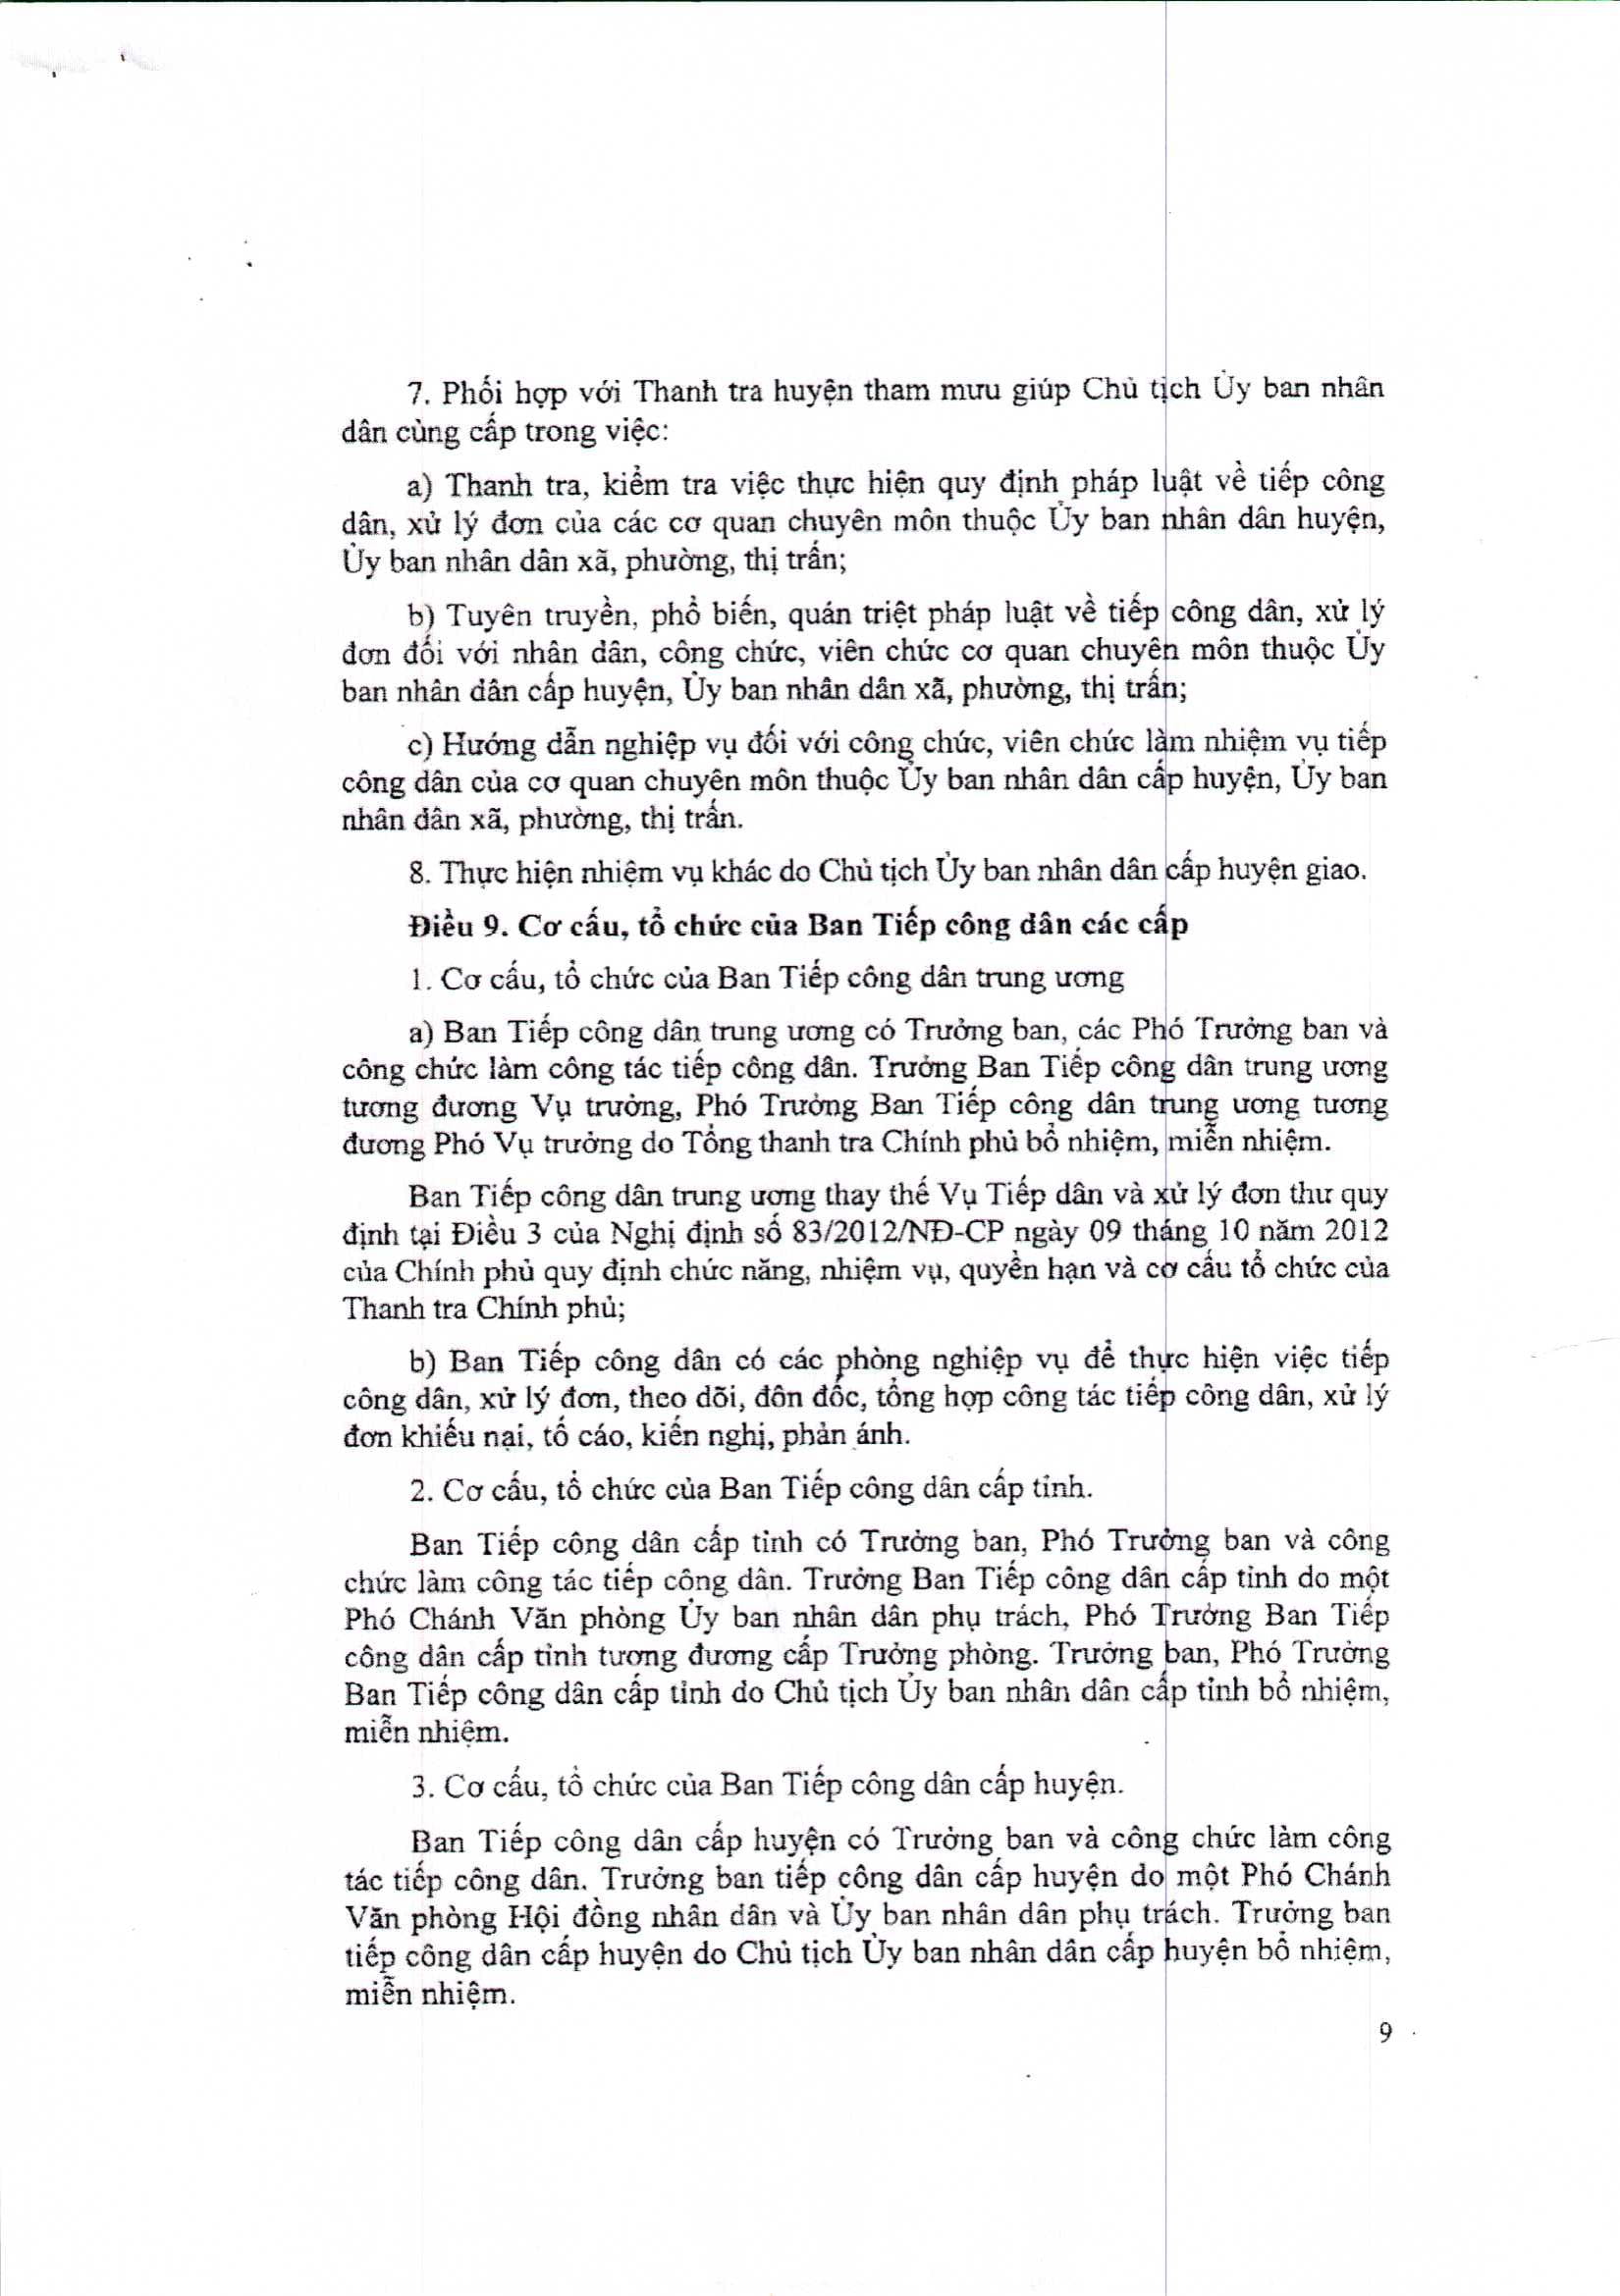 7. Phối hợp với Thanh tra huyện tham mưu giúp Chủ tịch Ủy ban nhân
dân cùng cấp trong việc:
a) Thanh tra, kiểm tra việc thực hiện quy định pháp luật về tiếp công
dân, xử lý đơn của các cơ quan chuyên môn thuộc Ủy ban nhân dân huyện,
Ủy ban nhân dân xã, phường, thị trấn;
b) Tuyên truyền, phổ biến, quán triệt pháp luật về tiếp công dân, xử lý
đơn đối với nhân dân, công chức, viên chức cơ quan chuyên môn thuộc Ủy
ban nhân dân cấp huyện, Ủy ban nhân dân xã, phường, thị trấn;
c) Hướng dẫn nghiệp vụ đối với công chức, viên chức làm nhiệm vụ tiếp
công dân của cơ quan chuyên môn thuộc Ủy ban nhân dân cấp huyện, Ủy ban
nhân dân xã, phường, thị trấn.
8. Thực hiện nhiệm vụ khác do Chủ tịch Ủy ban nhân dân cấp huyện giao.
Điều 9. Cơ cấu, tổ chức của Ban Tiếp công dân các cấp
1. Cơ cấu, tổ chức của Ban Tiếp công dân trung ương
a) Ban Tiếp công dân trung ương có Trưởng ban, các Phó Trưởng ban và
công chức làm công tác tiếp công dân. Trưởng Ban Tiếp công dân trung ương
tương đương Vụ trưởng, Phó Trưởng Ban Tiếp công dân trung ương tương
đương Phó Vụ trưởng do Tổng thanh tra Chính phủ bổ nhiệm, miễn nhiệm.
Ban Tiếp công dân trung ương thay thế Vụ Tiếp dân và xử lý đơn thư quy
định tại Điều 3 của Nghị định số 83/2012/NĐ-CP ngày 09 tháng 10 năm 2012
của Chính phủ quy định chức năng, nhiệm vụ, quyền hạn và cơ cấu tổ chức của
Thanh tra Chính phủ;
b) Ban Tiếp công dân có các phòng nghiệp vụ để thực hiện việc tiếp
công dân, xử lý đơn, theo dõi, đôn đốc, tổng hợp công tác tiếp công dân, xử lý
đơn khiếu nại, tố cáo, kiến nghị, phản ánh.
2. Cơ cấu, tổ chức của Ban Tiếp công dân cấp tỉnh.
Ban Tiếp công dân cấp tỉnh có Trưởng ban, Phó Trưởng ban và công
chức làm công tác tiếp công dân. Trưởng Ban Tiếp công dân cấp tỉnh do một
Phó Chánh Văn phòng Ủy ban nhân dân phụ trách, Phó Trưởng Ban Tiếp
công dân cấp tỉnh tương đương cấp Trưởng phòng. Trưởng ban, Phó Trưởng
Ban Tiếp công dân cấp tỉnh do Chủ tịch Ủy ban nhân dân cấp tỉnh bổ nhiệm,
miễn nhiệm.
3. Cơ cấu, tổ chức của Ban Tiếp công dân cấp huyện.
Ban Tiếp công dân cấp huyện có Trưởng ban và công chức làm công
tác tiếp công dân. Trưởng ban tiếp công dân cấp huyện do một Phó Chánh
Văn phòng Hội đồng nhân dân và Ủy ban nhân dân phụ trách. Trưởng ban
tiếp công dân cấp huyện do Chủ tịch Ủy ban nhân dân cấp huyện bổ nhiệm,
miễn nhiệm.
9